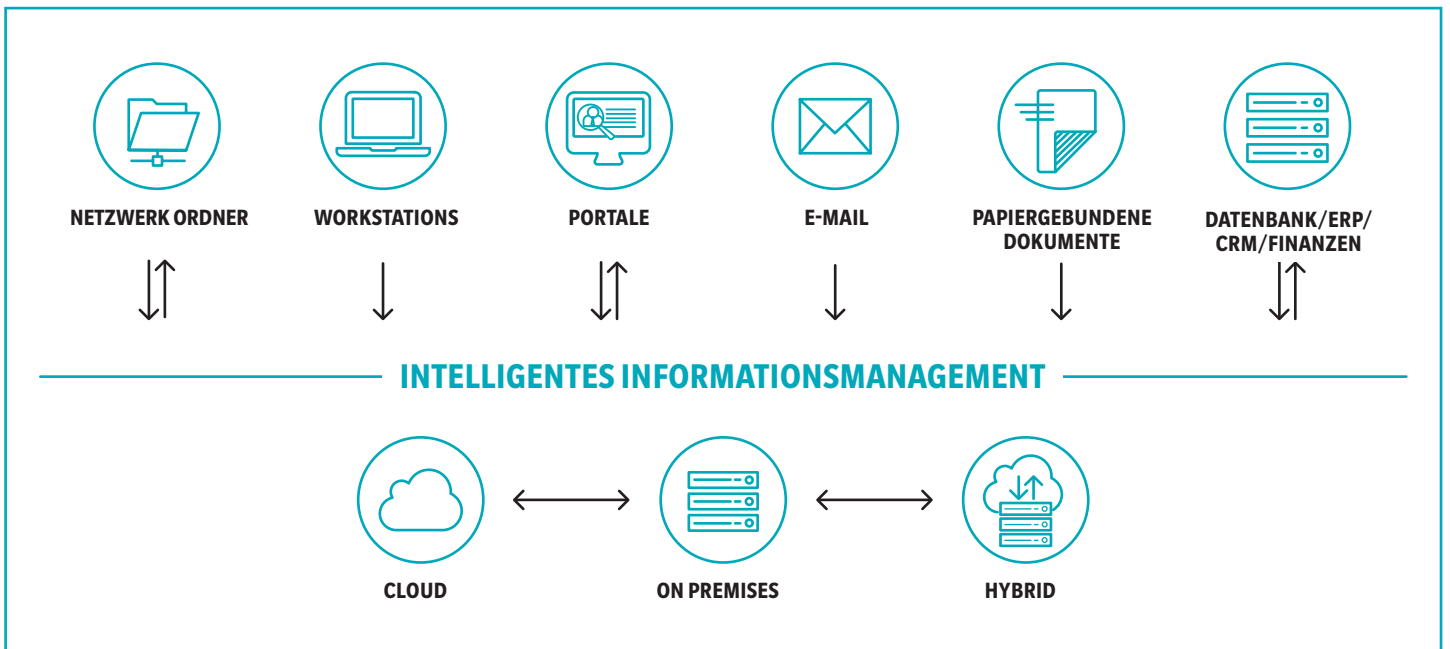 NETZWERK ORDNER
WORKSTATIONS
PORTALE
E-MAIL
PAPIERGEBUNDENE
DOKUMENTE
DATENBANK/ERP/
CRM/FINANZEN
INTELLIGENTES INFORMATIONSMANAGEMENT
CLOUD
ON PREMISES
HYBRID